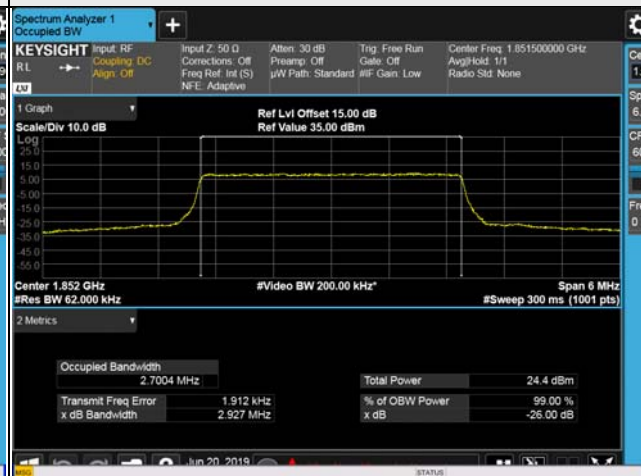 Spectrum Analyzer 1
Occupied BW
+
KEYSIGHT
RL
Input: RF
Coupling: DC
Align: Off
Input Z: 50 Ω
Corrections: Off
Freq Ref: Int (S)
NFE: Adaptive
Atten: 30 dB
Preamp: Off
µW Path: Standard
Trig: Free Run
Gate: Off
#IF Gain: Low
Center Freq: 1.851500000 GHz
Avg|Hold: 1/1
Radio Std: None
LXI
1 Graph
Scale/Div 10.0 dB
Ref Lvl Offset 15.00 dB
Ref Value 35.00 dBm
Log
25.0
15.0
5.00
-5.00
-15.0
-25.0
-35.0
-45.0
-55.0
Center 1.852 GHz
#Video BW 200.00 kHz*
Span 6 MHz
#Res BW 62.000 kHz
#Sweep 300 ms (1001 pts)
2 Metrics
Occupied Bandwidth
2.7004 MHz
Total Power 24.4 dBm
Transmit Freq Error 1.912 kHz
% of OBW Power 99.00 %
x dB Bandwidth 2.927 MHz
x dB -26.00 dB
Jun 20, 2019
MSG
STATUS